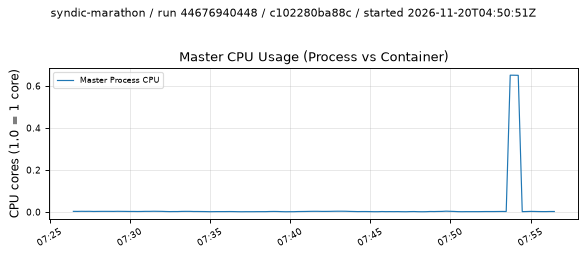 syndic-marathon / run 44676940448 / c102280ba88c / started 2026-11-20T04:50:51Z
Master CPU Usage (Process vs Container)
Master Process CPU
CPU cores (1.0 = 1 core)
0.6
0.4
0.2
0.0
07:25
07:30
07:35
07:40
07:45
07:50
07:55